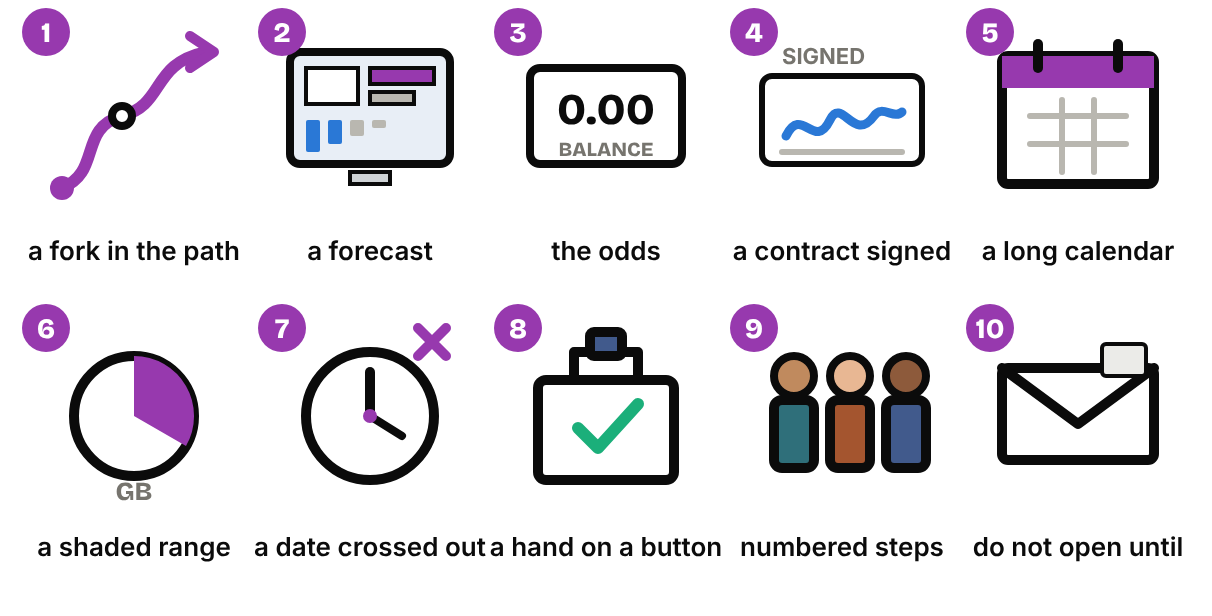 1
2
3
4
5
SIGNED
0.00
BALANCE
a fork in the path
a forecast
the odds
a contract signed
a long calendar
6
7
8
9
10
GB
a shaded range
a date crossed out
a hand on a button
numbered steps
do not open until